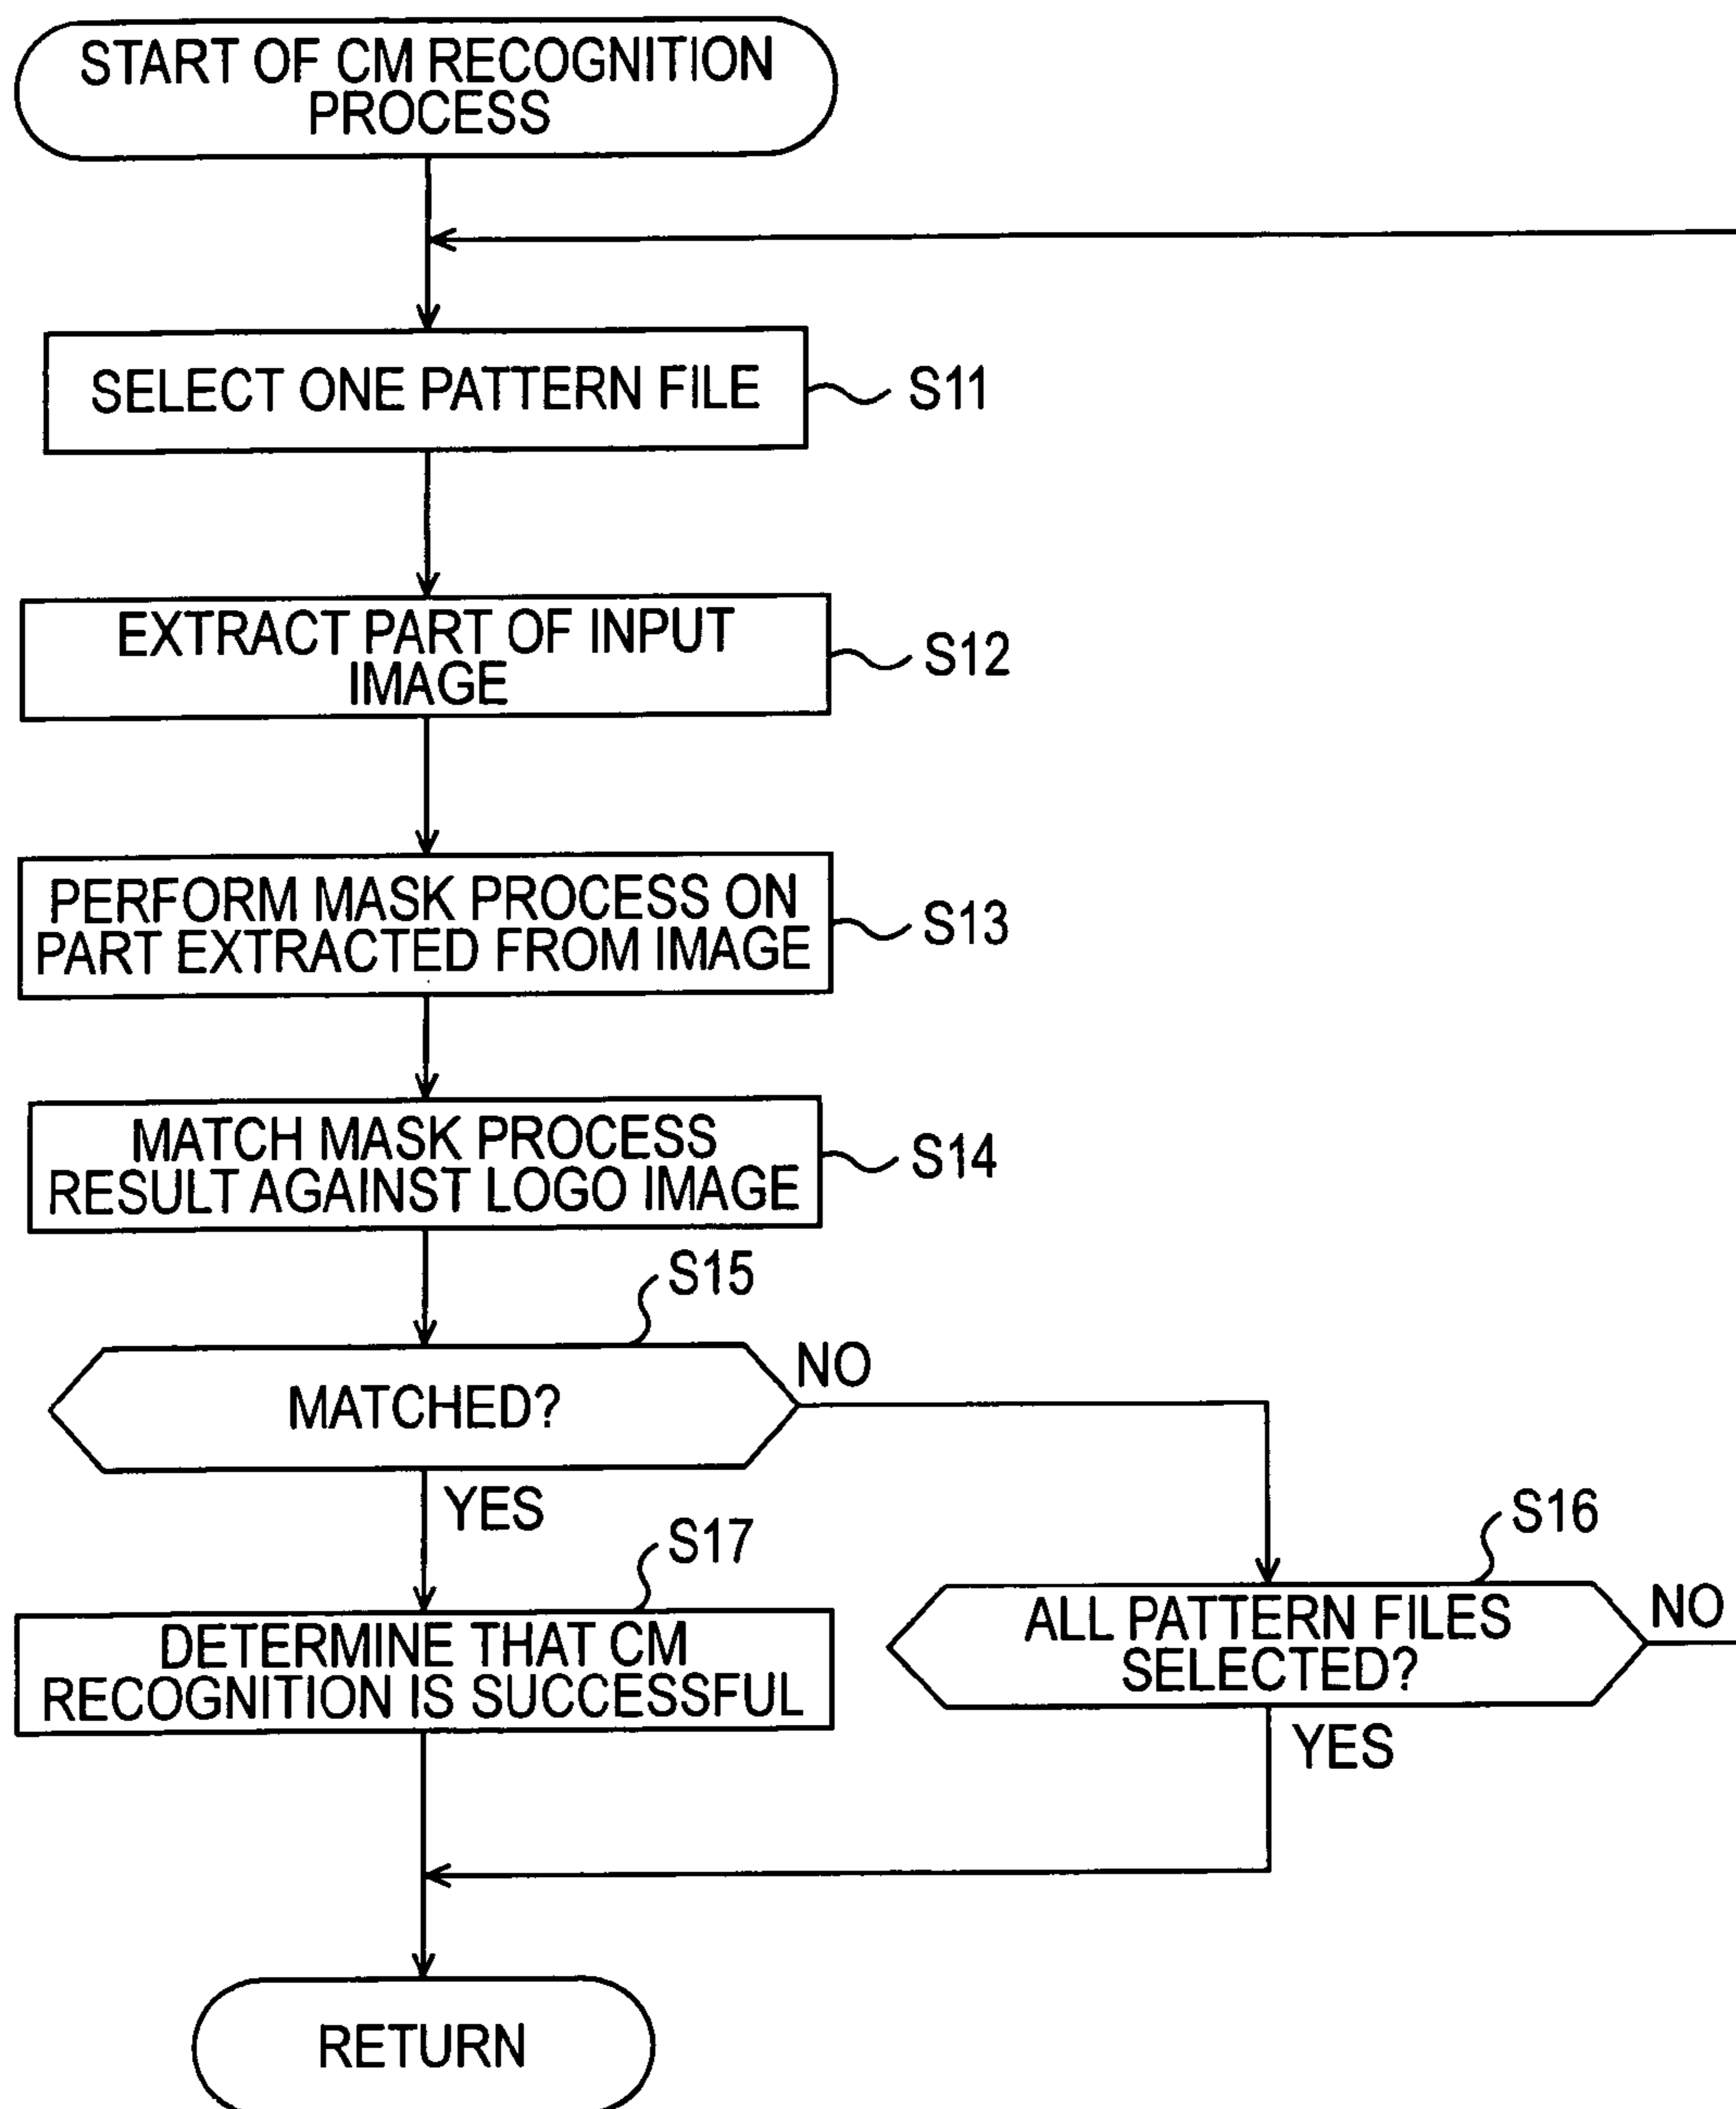 START OF CM RECOGNITION
PROCESS
SELECT ONE PATTERN FILE
S11
EXTRACT PART OF INPUT
IMAGE
S12
PERFORM MASK PROCESS ON
PART EXTRACTED FROM IMAGE
S13
MATCH MASK PROCESS
RESULT AGAINST LOGO IMAGE
S14
S15
MATCHED?
NO
YES
S16
ALL PATTERN FILES
SELECTED?
NO
YES
S17
DETERMINE THAT CM
RECOGNITION IS SUCCESSFUL
RETURN